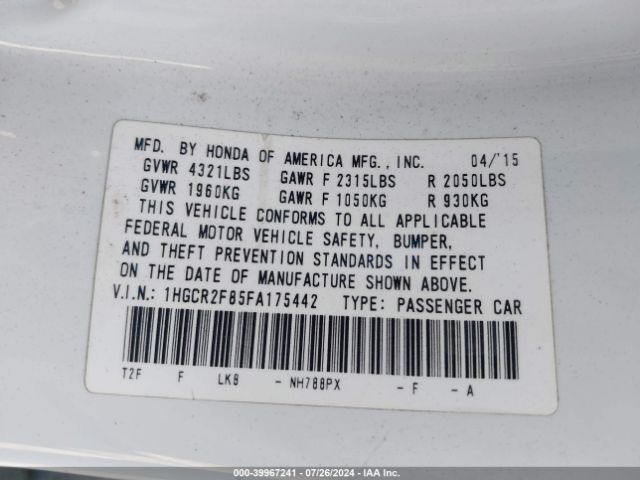 MFD. BY HONDA OF AMERICA MFG., INC. 04/'15
GVWR 4321LBS GAWR F 2315LBS R 2050LBS
GVWR 1960KG GAWR F 1050KG R 930KG
THIS VEHICLE CONFORMS TO ALL APPLICABLE
FEDERAL MOTOR VEHICLE SAFETY, BUMPER,
AND THEFT PREVENTION STANDARDS IN EFFECT
ON THE DATE OF MANUFACTURE SHOWN ABOVE.
V.I.N.: 1HGCR2F85FA175442 TYPE: PASSENGER CAR
T2F F LK8 - NH788PX - F - A
000-39967241 - 07/26/2024 - IAA Inc.